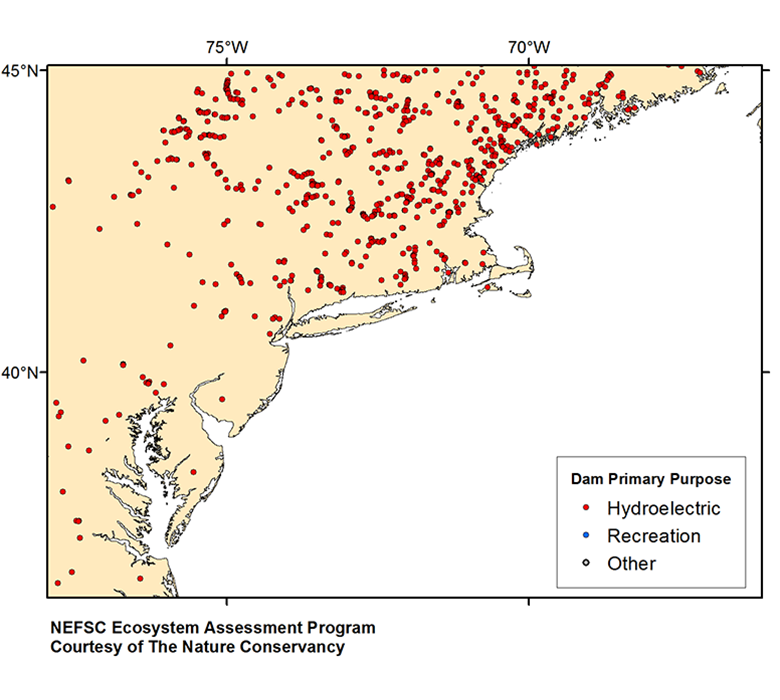 75°W 70°W
45°N
40°N
Dam Primary Purpose
Hydroelectric
Recreation
Other
NEFSC Ecosystem Assessment Program
Courtesy of The Nature Conservancy